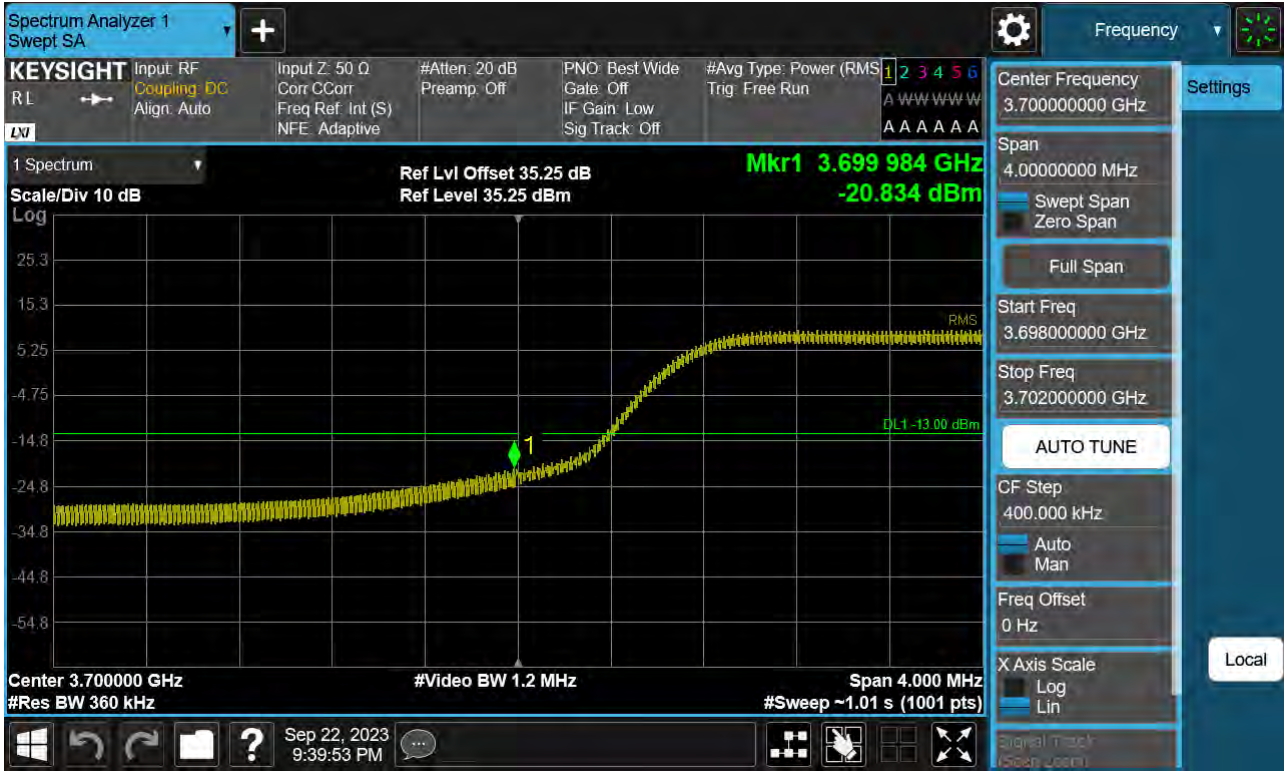 Spectrum Analyzer 1
Swept SA
Frequency
KEYSIGHT
RL
LXI
Input: RF
Coupling: DC
Align: Auto
Input Z: 50 Ω
Corr CCorr
Freq Ref: Int (S)
NFE: Adaptive
#Atten: 20 dB
Preamp: Off
PNO: Best Wide
Gate: Off
IF Gain: Low
Sig Track: Off
#Avg Type: Power (RMS
Trig: Free Run
1 2 3 4 5 6
A W W W W W
A A A A A A
1 Spectrum
Scale/Div 10 dB
Log
Ref Lvl Offset 35.25 dB
Ref Level 35.25 dBm
Mkr1 3.699 984 GHz
-20.834 dBm
25.3
15.3
5.25
-4.75
-14.8
-24.8
-34.8
-44.8
-54.8
RMS
DL1 -13.00 dBm
1
Center 3.700000 GHz
#Res BW 360 kHz
#Video BW 1.2 MHz
Span 4.000 MHz
#Sweep ~1.01 s (1001 pts)
Center Frequency
3.700000000 GHz
Settings
Span
4.00000000 MHz
Swept Span
Zero Span
Full Span
Start Freq
3.698000000 GHz
Stop Freq
3.702000000 GHz
AUTO TUNE
CF Step
400.000 kHz
Auto
Man
Freq Offset
0 Hz
X Axis Scale
Log
Lin
Local
Signal Track
(Span Zoom)
?
Sep 22, 2023
9:39:53 PM